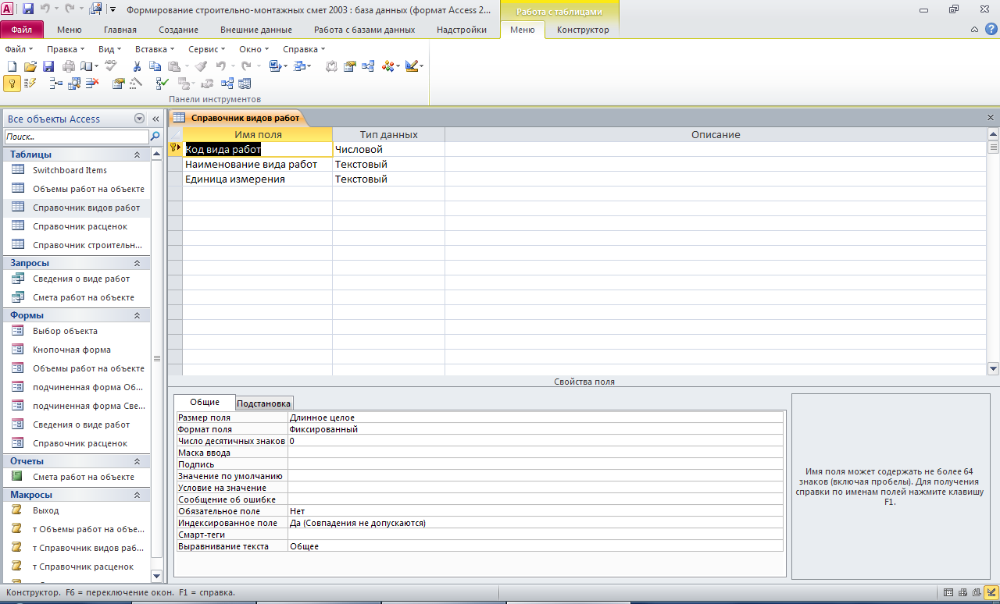 Формирование строительно-монтажных смет 2003 : база данных (формат Access 2...
Работа с таблицами
Файл Меню Главная Создание Внешние данные Работа с базами данных Надстройки Меню Конструктор
Файл Правка Вид Вставка Сервис Окно Справка
Панели инструментов
Все объекты Access
Поиск...
Таблицы
Switchboard Items
Объемы работ на объекте
Справочник видов работ
Справочник расценок
Справочник строительн...
Запросы
Сведения о виде работ
Смета работ на объекте
Формы
Выбор объекта
Кнопочная форма
Объемы работ на объекте
подчиненная форма Об...
подчиненная форма Све...
Сведения о виде работ
Справочник расценок
Отчеты
Смета работ на объекте
Макросы
Выход
т Объемы работ на объе...
т Справочник видов раб...
т Справочник расценок
Справочник видов работ
Имя поля Тип данных Описание
Код вида работ Числовой
Наименование вида работ Текстовый
Единица измерения Текстовый
Свойства поля
Общие Подстановка
Размер поля Длинное целое
Формат поля Фиксированный
Число десятичных знаков 0
Маска ввода
Подпись
Значение по умолчанию
Условие на значение
Сообщение об ошибке
Обязательное поле Нет
Индексированное поле Да (Совпадения не допускаются)
Смарт-теги
Выравнивание текста Общее
Имя поля может содержать не более 64
знаков (включая пробелы). Для получения
справки по именам полей нажмите клавишу
F1.
Конструктор. F6 = переключение окон. F1 = справка.